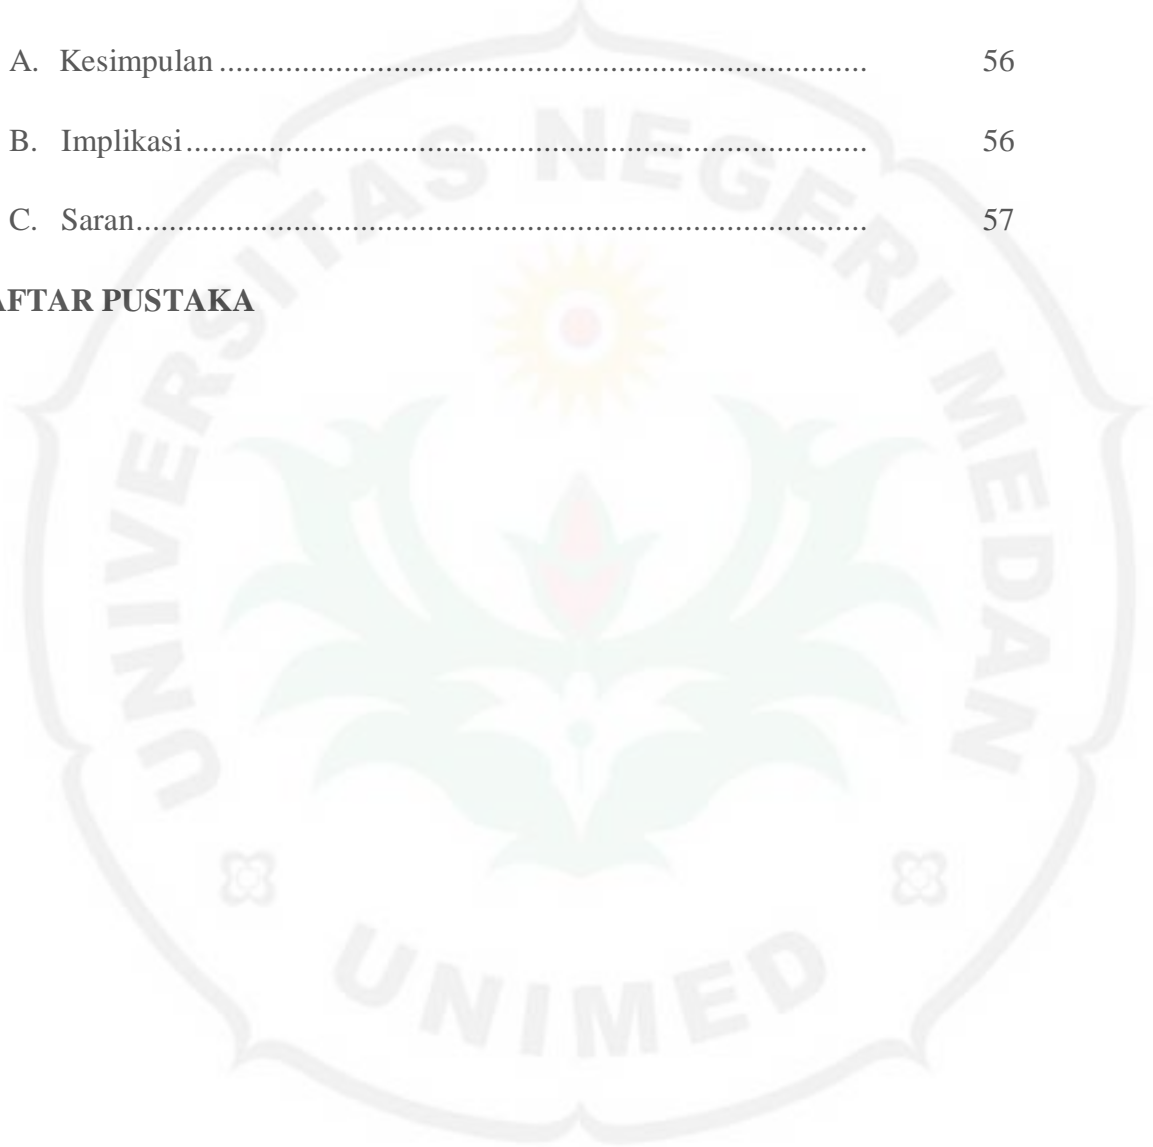 A. Kesimpulan ............................................................................... 56
B. Implikasi ................................................................................... 56
C. Saran ......................................................................................... 57
AFTAR PUSTAKA
UNIVERSITAS NEGERI MEDAN
UNIMED